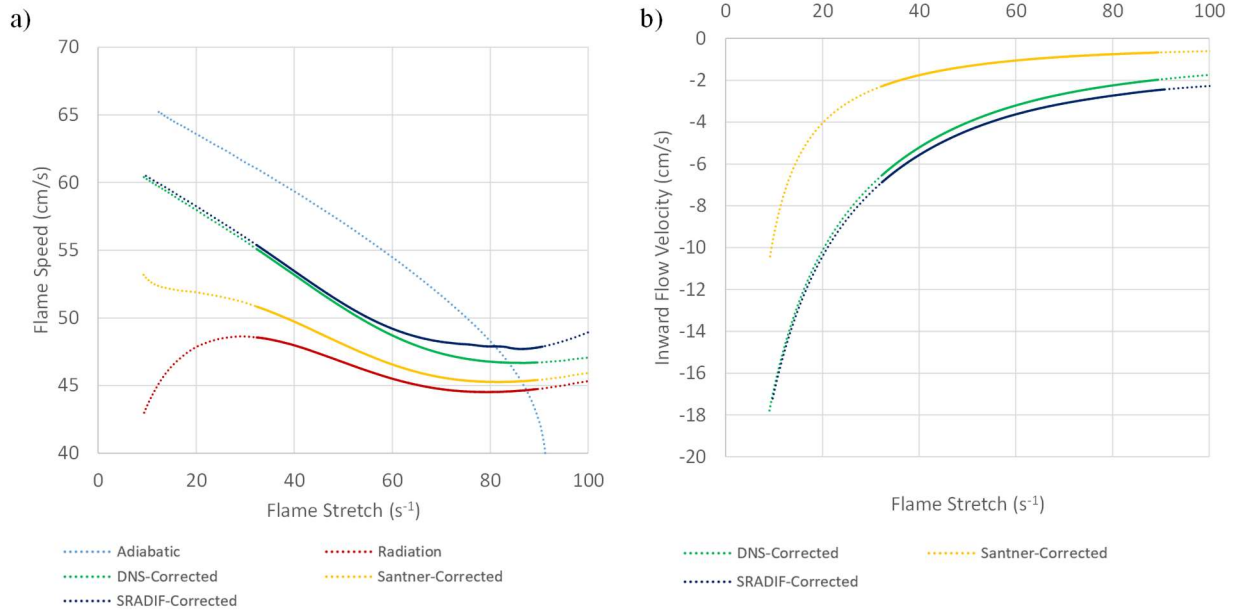 a)
70
65
60
55
50
45
40
0 20 40 60 80 100
Flame Speed (cm/s)
Flame Stretch (s⁻¹)
Adiabatic
Radiation
DNS-Corrected
Santner-Corrected
SRADIF-Corrected
b)
0 20 40 60 80 100
0
-2
-4
-6
-8
-10
-12
-14
-16
-18
-20
Inward Flow Velocity (cm/s)
Flame Stretch (s⁻¹)
DNS-Corrected
Santner-Corrected
SRADIF-Corrected